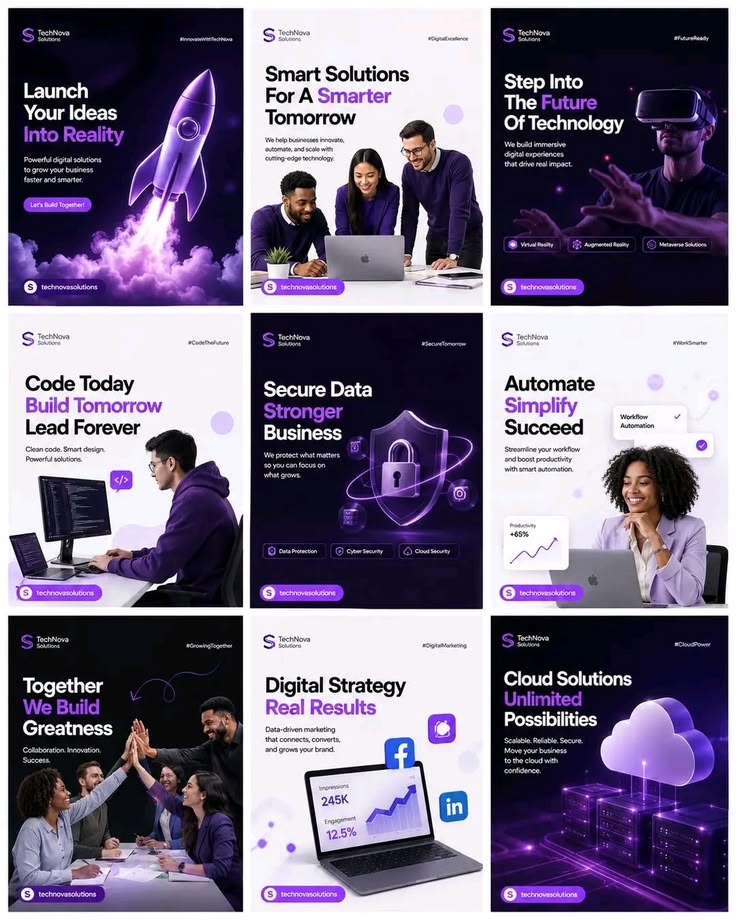 TechNova
Solutions
#InnovateWithTechNova
Launch
Your Ideas
Into Reality
Powerful digital solutions
to grow your business
faster and smarter.
Let's Build Together!
S technovasolutions
TechNova
Solutions
#DigitalExcellence
Smart Solutions
For A Smarter
Tomorrow
We help businesses innovate,
automate, and scale with
cutting-edge technology.
S technovasolutions
TechNova
Solutions
#FutureReady
Step Into
The Future
Of Technology
We build immersive
digital experiences
that drive real impact.
Virtual Reality
Augmented Reality
Metaverse Solutions
S technovasolutions
TechNova
Solutions
#CodeTheFuture
Code Today
Build Tomorrow
Lead Forever
Clean code. Smart design.
Powerful solutions.
</>
S technovasolutions
TechNova
Solutions
#SecureTomorrow
Secure Data
Stronger
Business
We protect what matters
so you can focus on
what grows.
Data Protection
Cyber Security
Cloud Security
S technovasolutions
TechNova
Solutions
#WorkSmarter
Automate
Simplify
Succeed
Streamline your workflow
and boost productivity
with smart automation.
Workflow
Automation
Productivity
+65%
S technovasolutions
TechNova
Solutions
#GrowingTogether
Together
We Build
Greatness
Collaboration. Innovation.
Success.
S technovasolutions
TechNova
Solutions
#DigitalMarketing
Digital Strategy
Real Results
Data-driven marketing
that connects, converts,
and grows your brand.
f
in
Impressions
245K
Engagement
12.5%
S technovasolutions
TechNova
Solutions
#CloudPower
Cloud Solutions
Unlimited
Possibilities
Scalable. Reliable. Secure.
Move your business
to the cloud with
confidence.
S technovasolutions